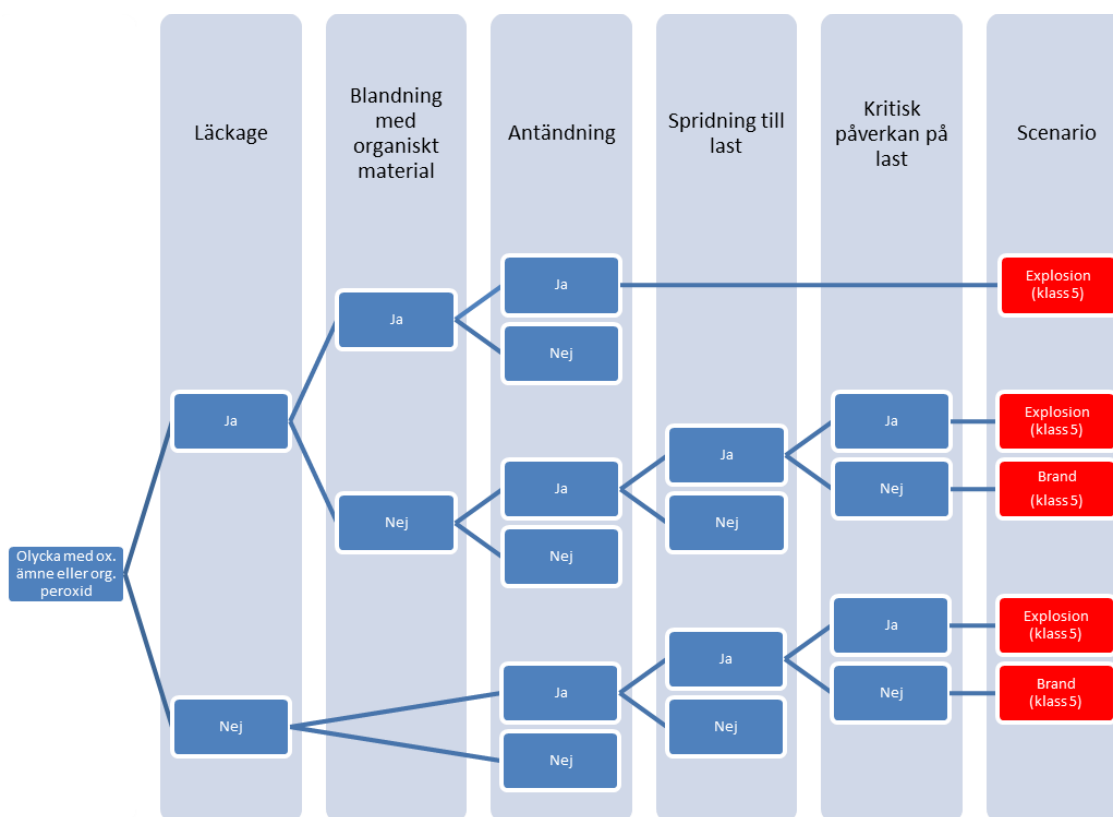 Läckage
Blandning
med
organiskt
material
Antändning
Spridning till
last
Kritisk
påverkan på
last
Scenario
Olycka med ox.
ämne eller org.
peroxid
Ja
Nej
Ja
Nej
Ja
Nej
Ja
Nej
Ja
Nej
Ja
Nej
Ja
Nej
Ja
Nej
Ja
Nej
Explosion
(klass 5)
Explosion
(klass 5)
Brand
(klass 5)
Explosion
(klass 5)
Brand
(klass 5)